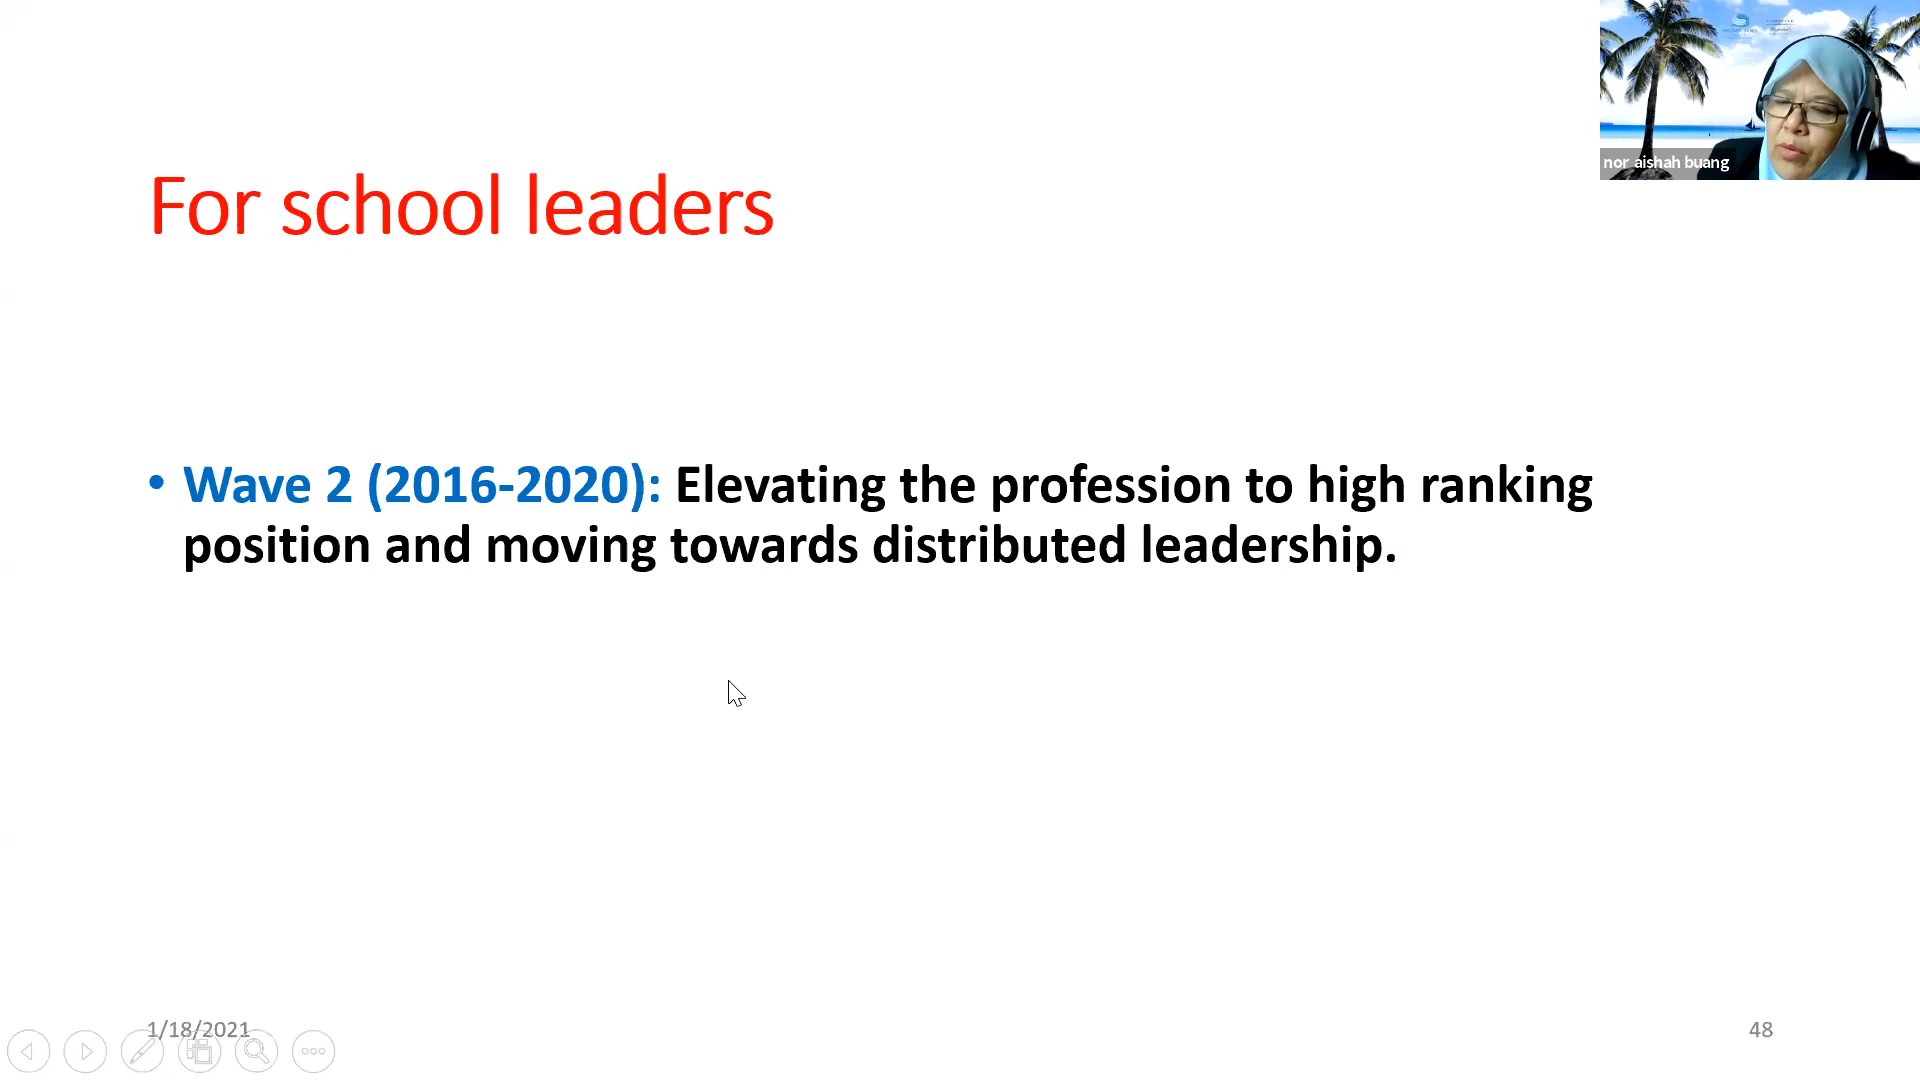 nor aishah buang
For school leaders
• Wave 2 (2016-2020): Elevating the profession to high ranking
position and moving towards distributed leadership.
1/18/2021
48